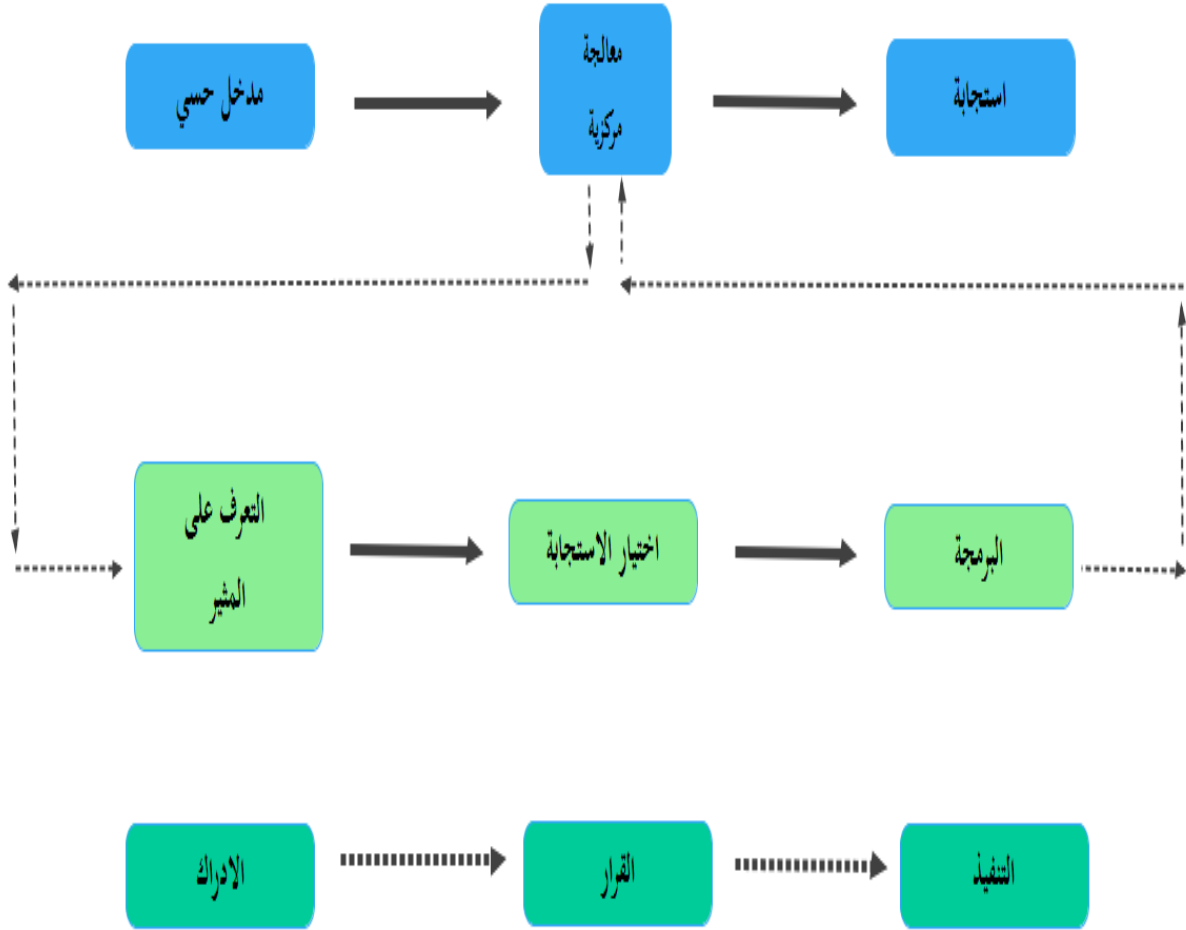 مدخل حسي
معالجة
مركزية
استجابة
التعرف على
المثير
اختيار الاستجابة
البرمجة
الادراك
القرار
التنفيذ